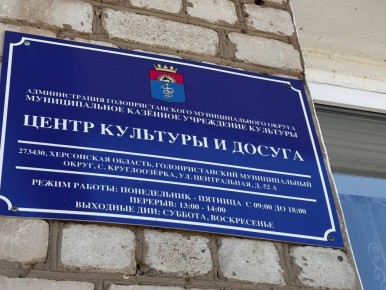 АДМИНИСТРАЦИЯ ГОЛОПРИСТАНСКОГО МУНИЦИПАЛЬНОГО ОКРУГА
МУНИЦИПАЛЬНОЕ КАЗЁННОЕ УЧРЕЖДЕНИЕ КУЛЬТУРЫ
ЦЕНТР КУЛЬТУРЫ И ДОСУГА
273430, ХЕРСОНСКАЯ ОБЛАСТЬ, ГОЛОПРИСТАНСКИЙ МУНИЦИПАЛЬНЫЙ
ОКРУГ, С. КРУГЛООЗЁРКА, УЛ. ЦЕНТРАЛЬНАЯ, Д. 52 А
РЕЖИМ РАБОТЫ: ПОНЕДЕЛЬНИК - ПЯТНИЦА С 09:00 ДО 18:00
ПЕРЕРЫВ: 13:00 - 14:00
ВЫХОДНЫЕ ДНИ: СУББОТА, ВОСКРЕСЕНЬЕ